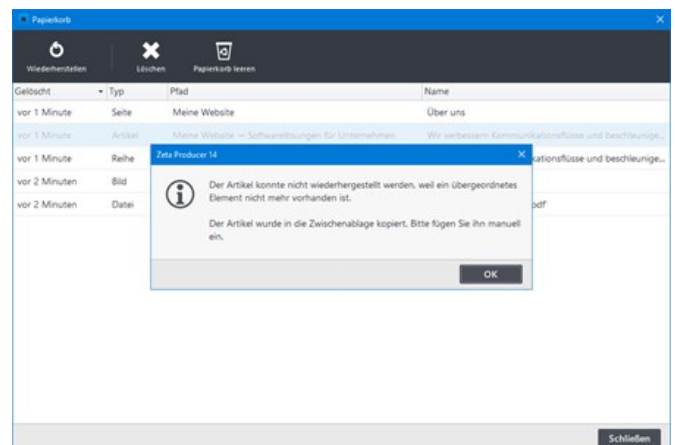 Papierkorb
Wiederherstellen Löschen Papierkorb leeren
Gelöscht Typ Pfad Name
vor 1 Minute Seite Meine Website Über uns
vor 1 Minute Artikel Meine Website – Softwarelösungen für Unternehmen Wir verbessern Kommunikationsflüsse und beschleunige...
vor 1 Minute Reihe kationsflüsse und beschleunige...
vor 2 Minuten Bild
vor 2 Minuten Datei pdf
Zeta Producer 14
Der Artikel konnte nicht wiederhergestellt werden, weil ein übergeordnetes
Element nicht mehr vorhanden ist.
Der Artikel wurde in die Zwischenablage kopiert. Bitte fügen Sie ihn manuell
ein.
OK
Schließen